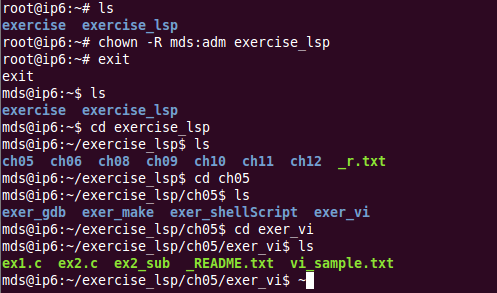 root@ip6:~# ls
exercise  exercise_lsp
root@ip6:~# chown -R mds:adm exercise_lsp
root@ip6:~# exit
exit
mds@ip6:~$ ls
exercise  exercise_lsp
mds@ip6:~$ cd exercise_lsp
mds@ip6:~/exercise_lsp$ ls
ch05  ch06  ch08  ch09  ch10  ch11  ch12  _r.txt
mds@ip6:~/exercise_lsp$ cd ch05
mds@ip6:~/exercise_lsp/ch05$ ls
exer_gdb  exer_make  exer_shellScript  exer_vi
mds@ip6:~/exercise_lsp/ch05$ cd exer_vi
mds@ip6:~/exercise_lsp/ch05/exer_vi$ ls
ex1.c  ex2.c  ex2_sub  _README.txt  vi_sample.txt
mds@ip6:~/exercise_lsp/ch05/exer_vi$ ~